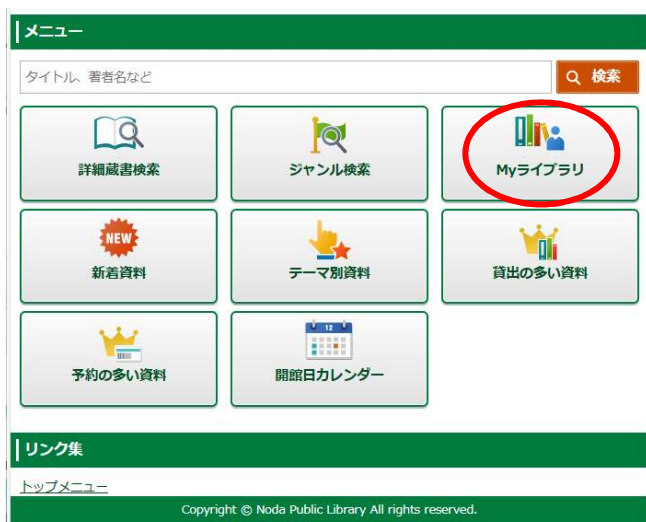 メニュー
タイトル、著者名など
検索
詳細蔵書検索
ジャンル検索
Myライブラリ
NEW
新着資料
テーマ別資料
貸出の多い資料
予約の多い資料
12
開館日カレンダー
リンク集
トップメニュー
Copyright © Noda Public Library All rights reserved.